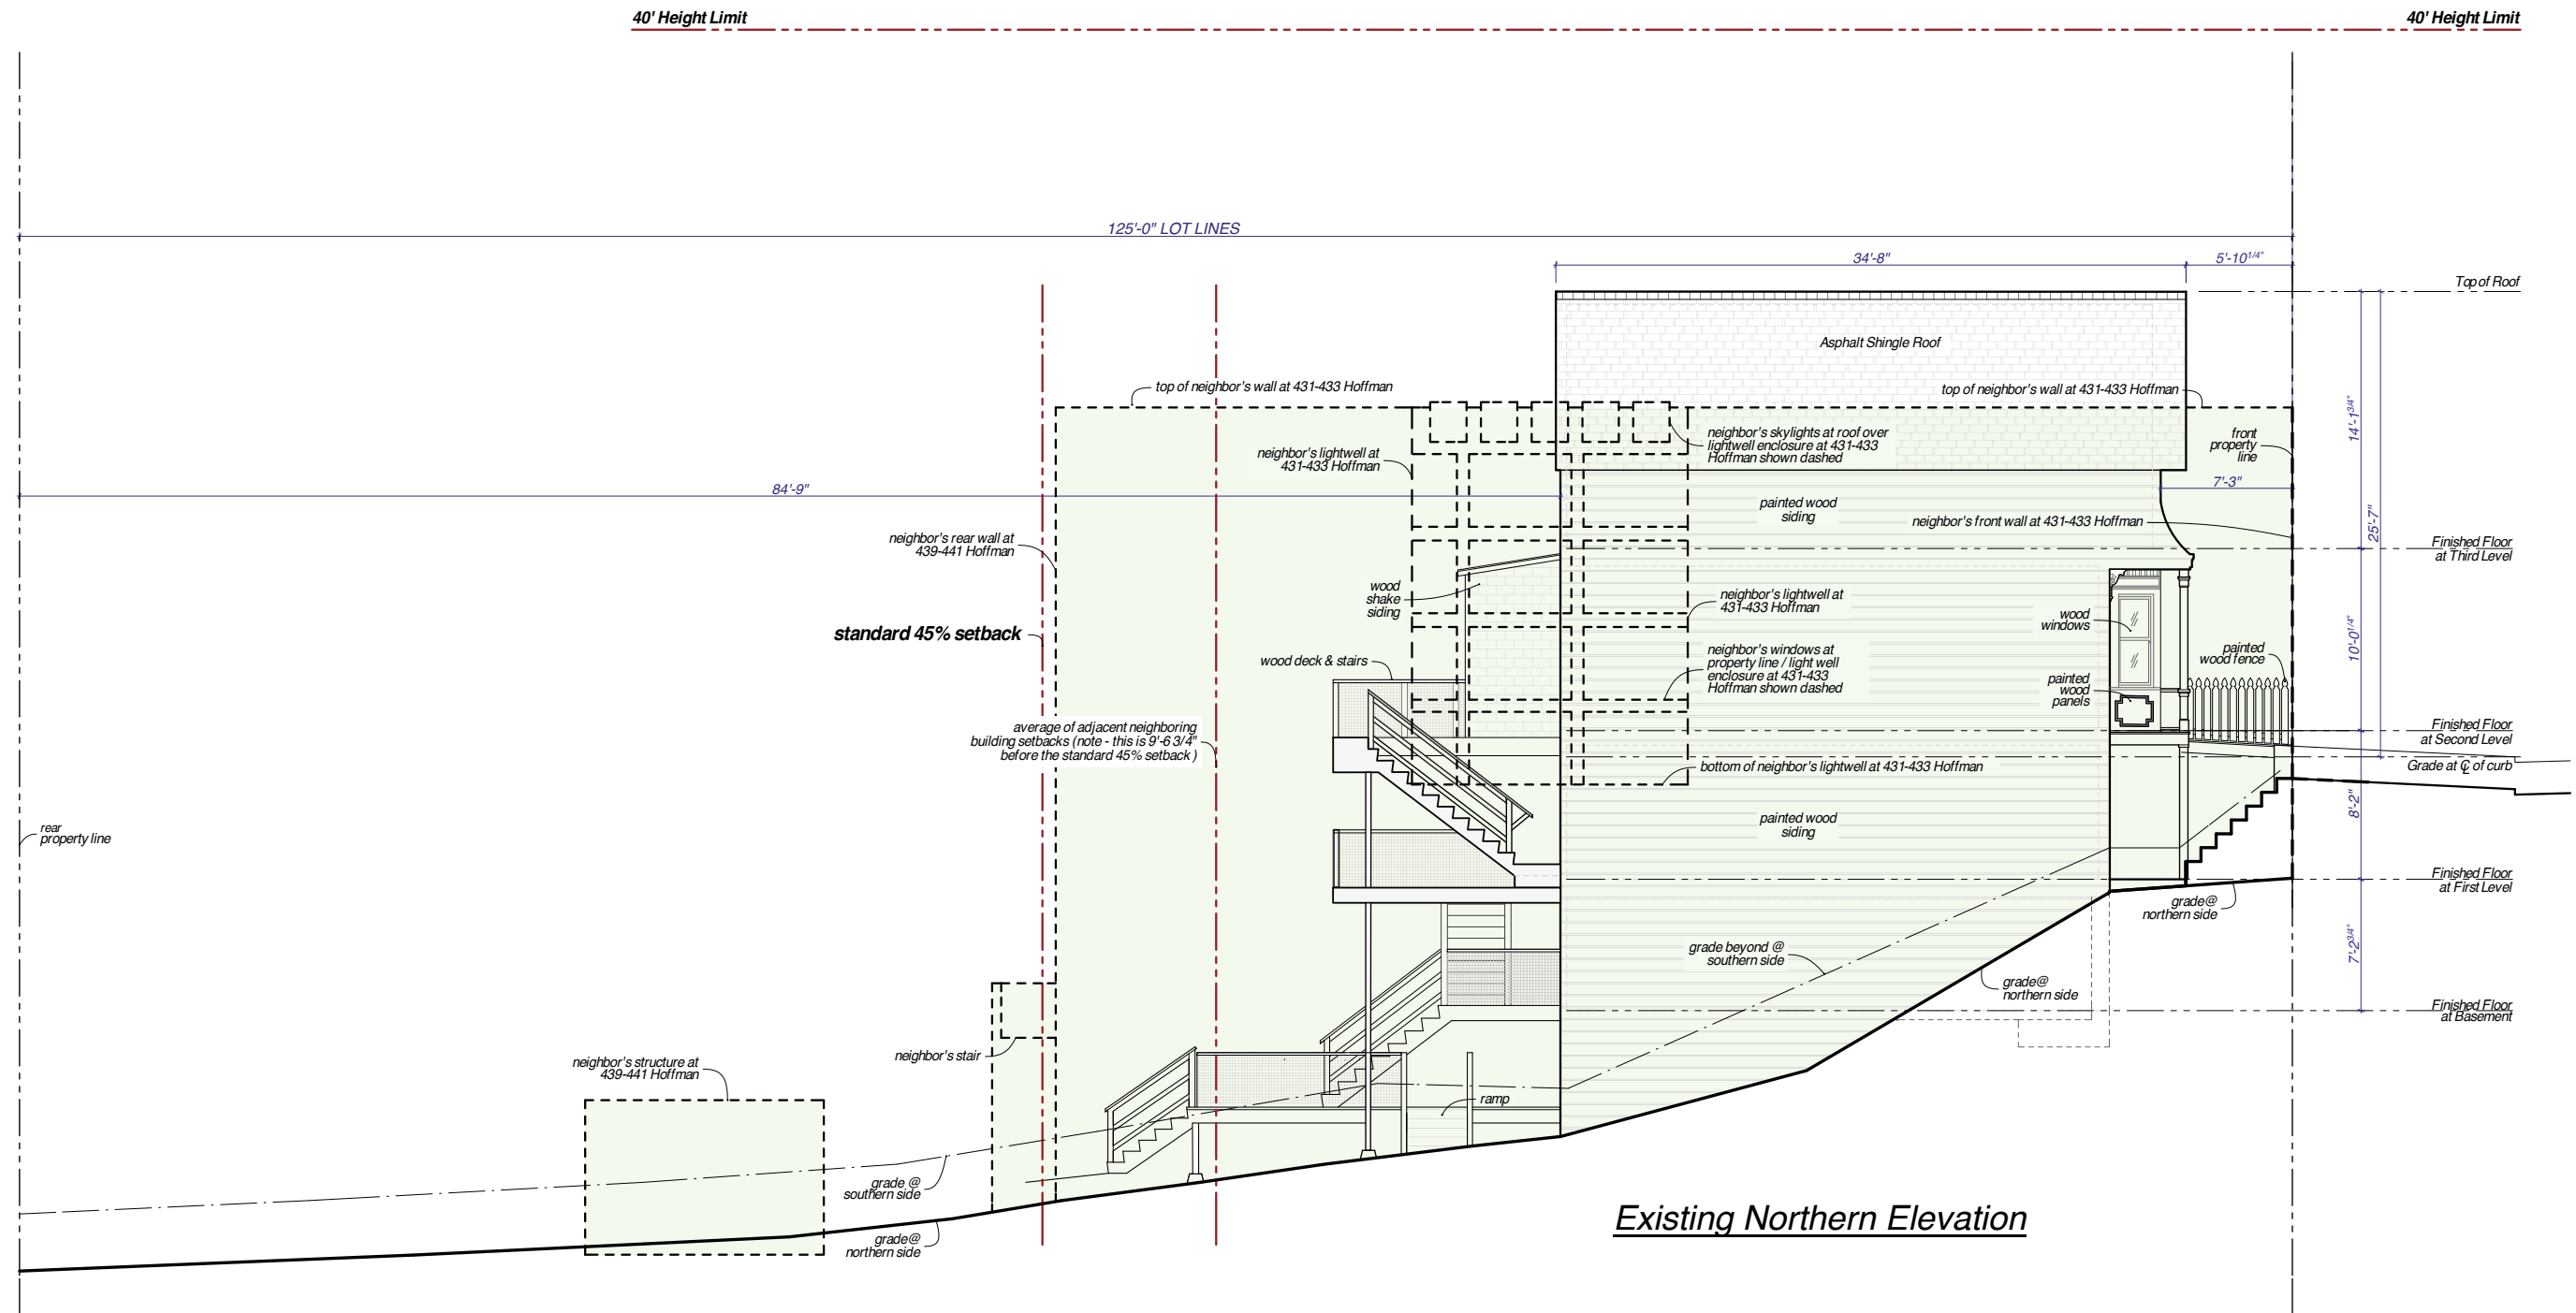 40' Height Limit
40' Height Limit
125'-0" LOT LINES
34'-8"
5'-10 1/4"
Top of Roof
Asphalt Shingle Roof
top of neighbor's wall at 431-433 Hoffman
top of neighbor's wall at 431-433 Hoffman
14'-1 3/4"
neighbor's skylights at roof over
lightwell enclosure at 431-433
Hoffman shown dashed
front
property
line
neighbor's lightwell at
431-433 Hoffman
84'-9"
7'-3"
painted wood
siding
neighbor's front wall at 431-433 Hoffman
25'-7"
neighbor's rear wall at
439-441 Hoffman
Finished Floor
at Third Level
wood
shake
siding
neighbor's lightwell at
431-433 Hoffman
wood
windows
standard 45% setback
10'-0 1/4"
neighbor's windows at
property line / light well
enclosure at 431-433
Hoffman shown dashed
painted
wood fence
wood deck & stairs
painted
wood
panels
average of adjacent neighboring
building setbacks (note - this is 9'-6 3/4"
before the standard 45% setback )
Finished Floor
at Second Level
bottom of neighbor's lightwell at 431-433 Hoffman
Grade at ℄ of curb
8'-2"
painted wood
siding
rear
property line
Finished Floor
at First Level
grade@
northern side
7'-2 3/4"
grade beyond @
southern side
grade@
northern side
Finished Floor
at Basement
neighbor's stair
neighbor's structure at
439-441 Hoffman
ramp
grade @
southern side
grade@
northern side
Existing Northern Elevation